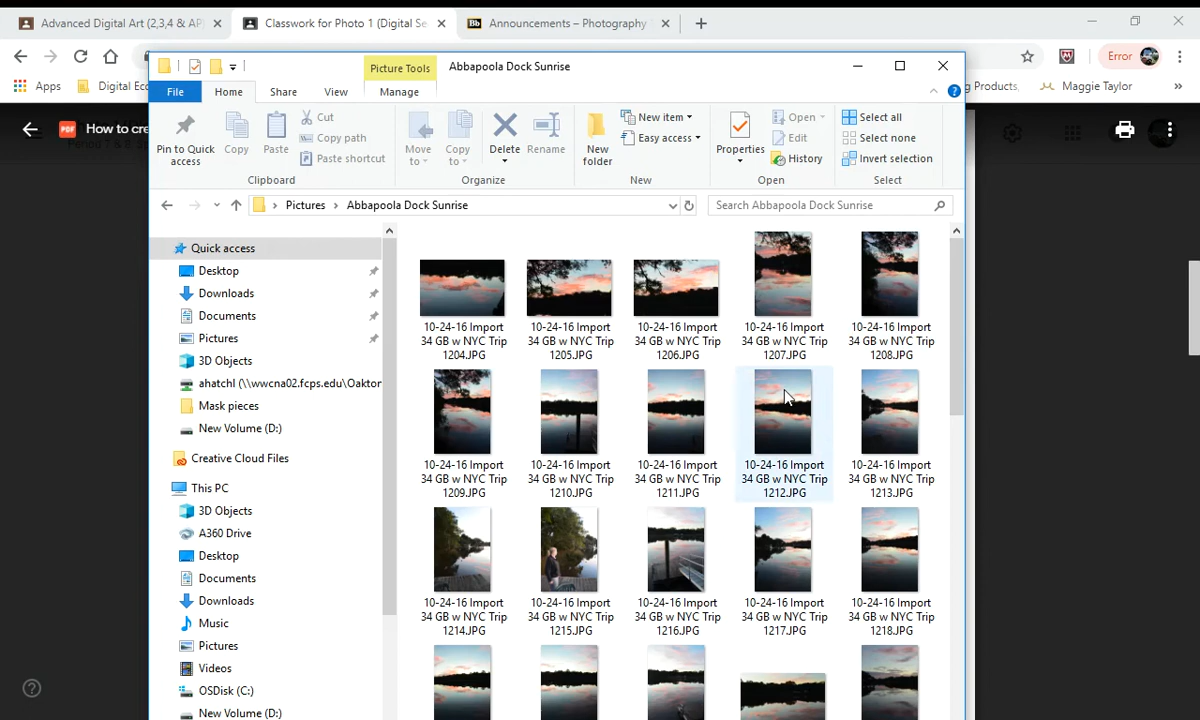 Advanced Digital Art (2,3,4 & AP
Classwork for Photo 1 (Digital Se
Bb Announcements – Photography
Error
Apps
Digital Ec
g Products,
Maggie Taylor
»
PDF How to cre
Picture Tools
Abbapoola Dock Sunrise
File
Home
Share
View
Manage
Pin to Quick access
Copy
Paste
Cut
Copy path
Paste shortcut
Clipboard
Move to
Copy to
Delete
Rename
Organize
New folder
New item
Easy access
New
Properties
Open
Edit
History
Open
Select all
Select none
Invert selection
Select
Pictures > Abbapoola Dock Sunrise
Search Abbapoola Dock Sunrise
Quick access
Desktop
Downloads
Documents
Pictures
3D Objects
ahatchl (\\wwcna02.fcps.edu\Oakton
Mask pieces
New Volume (D:)
Creative Cloud Files
This PC
3D Objects
A360 Drive
Desktop
Documents
Downloads
Music
Pictures
Videos
OSDisk (C:)
New Volume (D:)
10-24-16 Import
34 GB w NYC Trip
1204.JPG
10-24-16 Import
34 GB w NYC Trip
1205.JPG
10-24-16 Import
34 GB w NYC Trip
1206.JPG
10-24-16 Import
34 GB w NYC Trip
1207.JPG
10-24-16 Import
34 GB w NYC Trip
1208.JPG
10-24-16 Import
34 GB w NYC Trip
1209.JPG
10-24-16 Import
34 GB w NYC Trip
1210.JPG
10-24-16 Import
34 GB w NYC Trip
1211.JPG
10-24-16 Import
34 GB w NYC Trip
1212.JPG
10-24-16 Import
34 GB w NYC Trip
1213.JPG
10-24-16 Import
34 GB w NYC Trip
1214.JPG
10-24-16 Import
34 GB w NYC Trip
1215.JPG
10-24-16 Import
34 GB w NYC Trip
1216.JPG
10-24-16 Import
34 GB w NYC Trip
1217.JPG
10-24-16 Import
34 GB w NYC Trip
1218.JPG